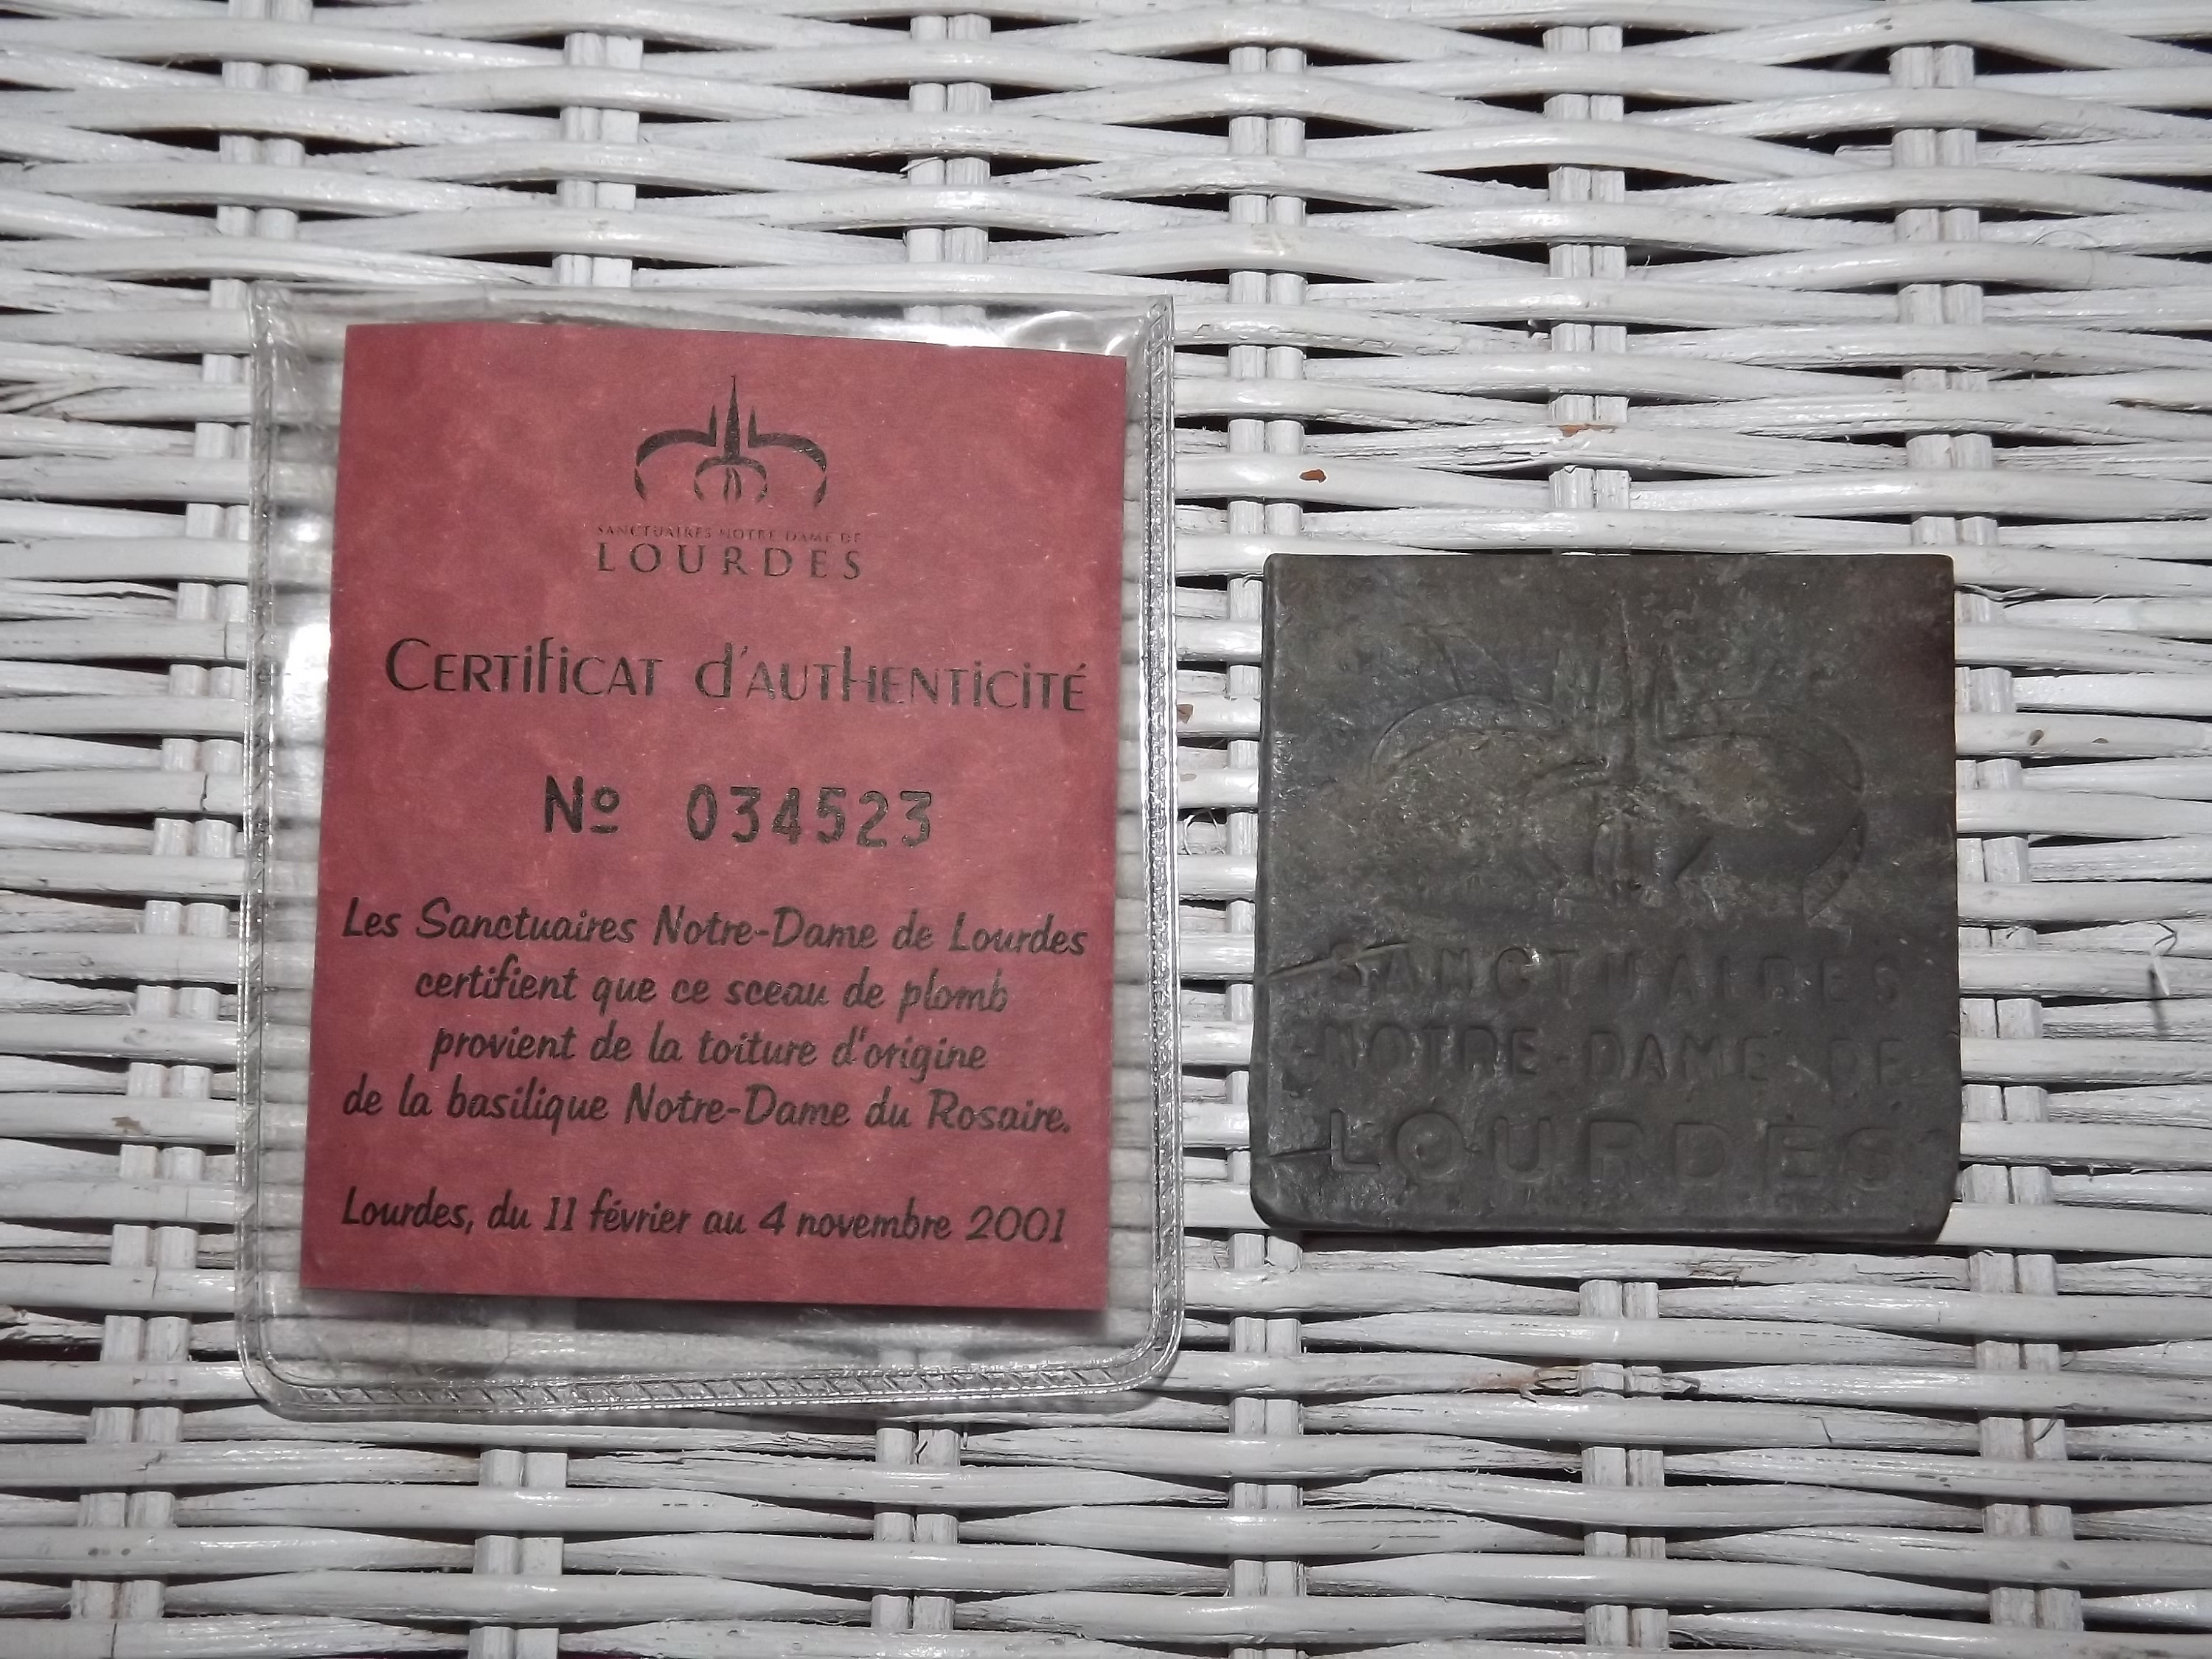 SANCTUAIRES NOTRE DAME DE
LOURDES
CERTIFICAT d'AUTHENTICITÉ
Nº 034523
Les Sanctuaires Notre-Dame de Lourdes
certifient que ce sceau de plomb
provient de la toiture d'origine
de la basilique Notre-Dame du Rosaire.
Lourdes, du 11 février au 4 novembre 2001
SANCTUAIRES
NOTRE-DAME DE
LOURDES